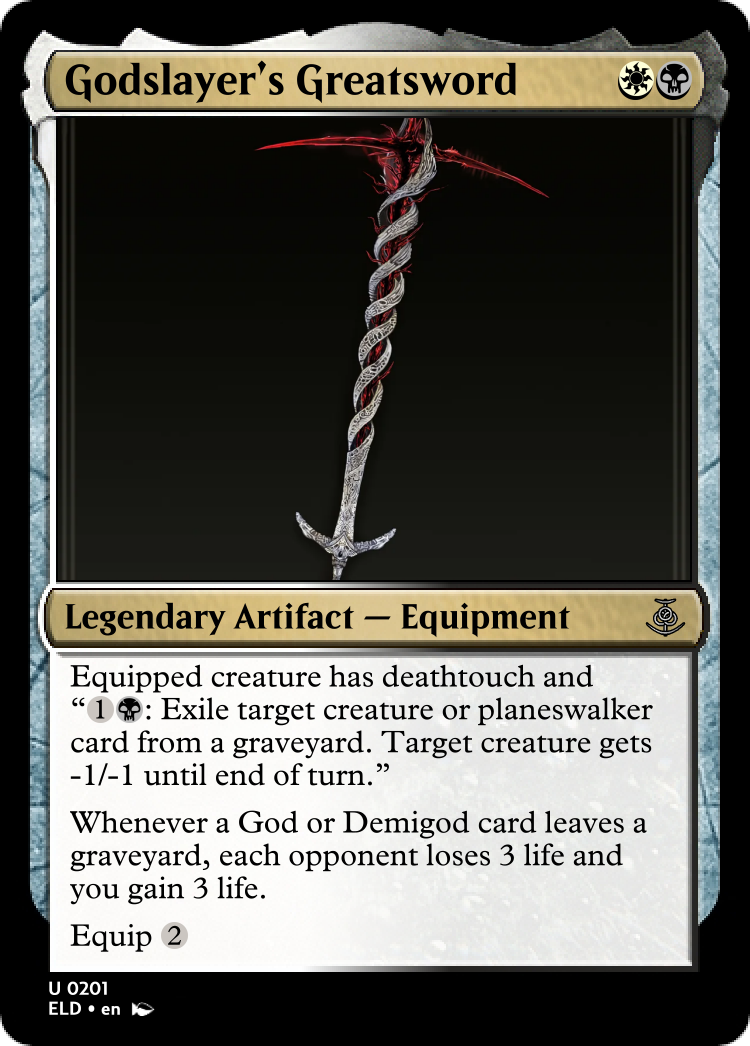 Godslayer's Greatsword
Legendary Artifact — Equipment
Equipped creature has deathtouch and
“1: Exile target creature or planeswalker
card from a graveyard. Target creature gets
-1/-1 until end of turn.”
Whenever a God or Demigod card leaves a
graveyard, each opponent loses 3 life and
you gain 3 life.
Equip 2
U 0201
ELD • en